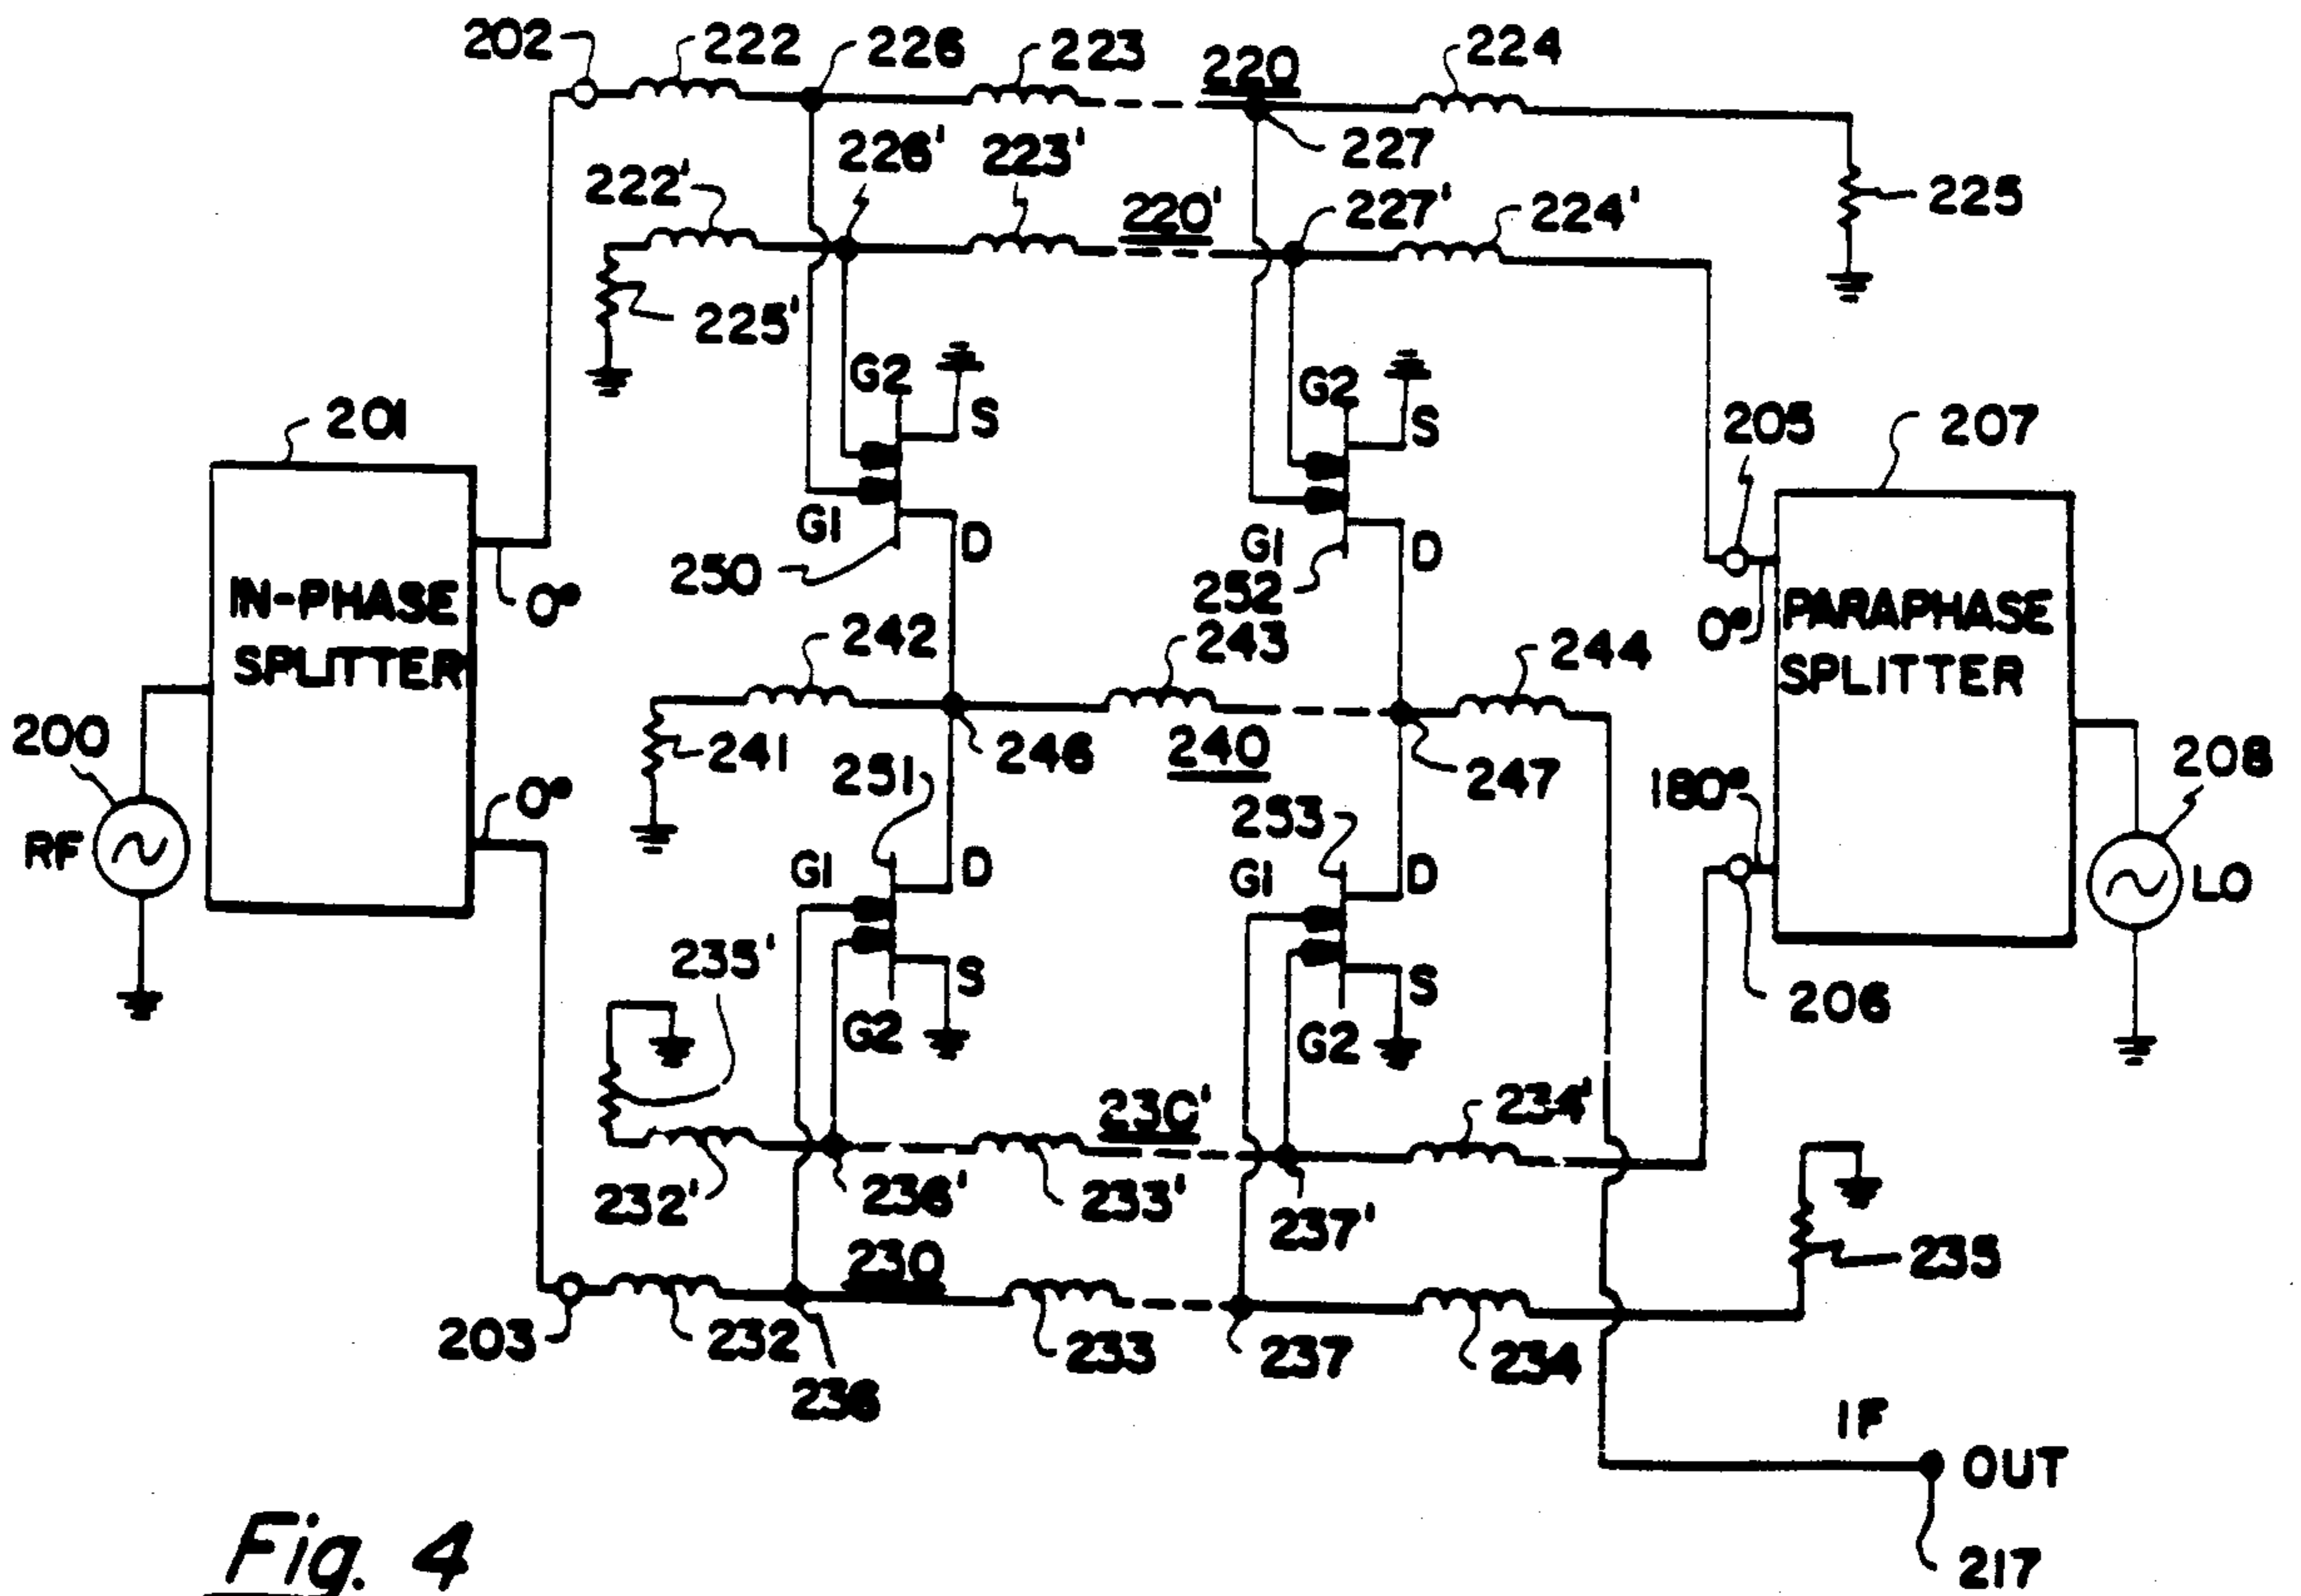 202
222
226
223
220
224
226'
223'
227
222'
220'
227'
224'
225
225'
G2
S
G2
S
201
205
207
G1
D
G1
D
250
252
IN-PHASE
SPLITTER
0°
0°
PARAPHASE
SPLITTER
242
243
244
200
241
246
240
247
208
251
180°
0°
253
RF
G1
D
G1
D
LO
235'
S
S
G2
G2
206
230'
234'
232'
236'
233'
237'
230
235
203
232
233
237
234
236
IF
OUT
217
Fig. 4